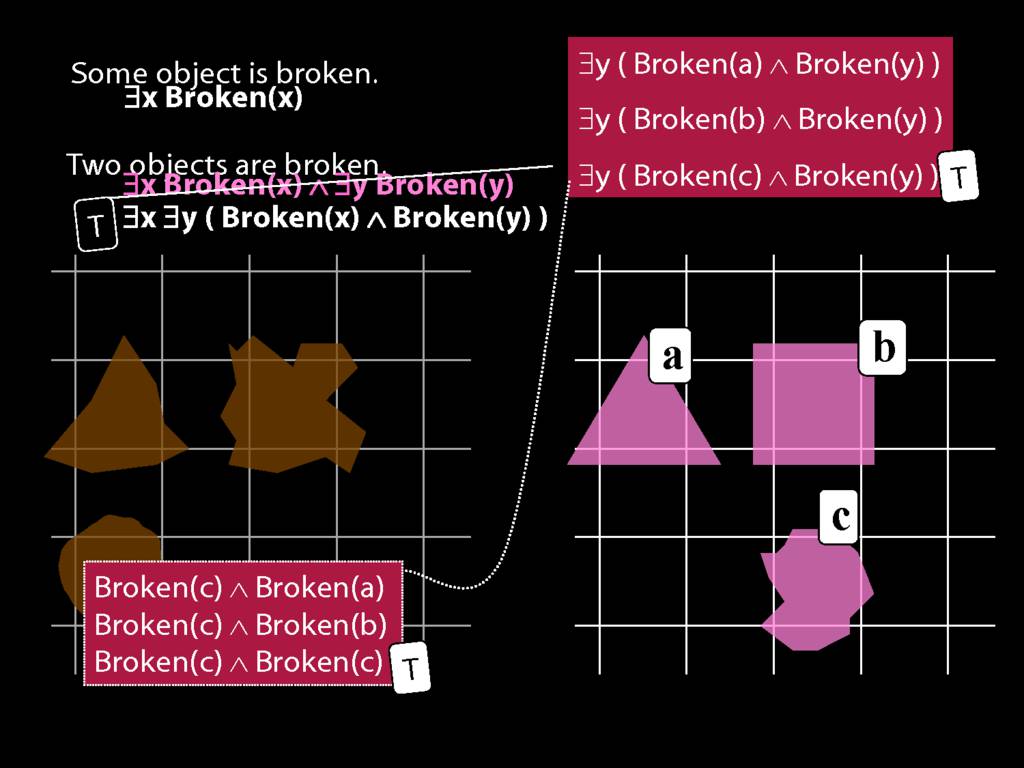 Some object is broken.
∃x Broken(x)
Two objects are broken.
∃x Broken(x) ∧ ∃y Broken(y)
T
∃x ∃y ( Broken(x) ∧ Broken(y) )
∃y ( Broken(a) ∧ Broken(y) )
∃y ( Broken(b) ∧ Broken(y) )
∃y ( Broken(c) ∧ Broken(y) )
T
a
b
c
Broken(c) ∧ Broken(a)
Broken(c) ∧ Broken(b)
Broken(c) ∧ Broken(c)
T